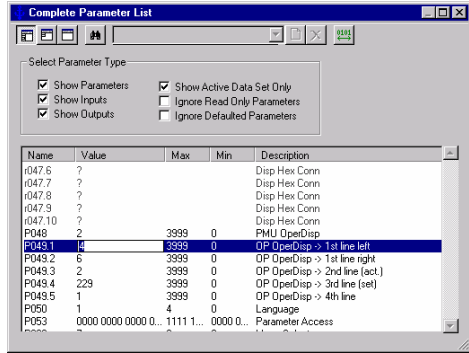 Complete Parameter List
0101
Select Parameter Type
Show Parameters
Show Inputs
Show Outputs
Show Active Data Set Only
Ignore Read Only Parameters
Ignore Defaulted Parameters
Name Value Max Min Description
r047.6 ? Disp Hex Conn
r047.7 ? Disp Hex Conn
r047.8 ? Disp Hex Conn
r047.9 ? Disp Hex Conn
r047.10 ? Disp Hex Conn
P048 2 3999 0 PMU OperDisp
P049.1 4 3999 0 OP OperDisp -> 1st line left
P049.2 6 3999 0 OP OperDisp -> 1st line right
P049.3 2 3999 0 OP OperDisp -> 2nd line (act.)
P049.4 229 3999 0 OP OperDisp -> 3rd line (set)
P049.5 1 3999 0 OP OperDisp -> 4th line
P050 1 4 0 Language
P053 0000 0000 0000 0... 1111 1... 0000 0... Parameter Access